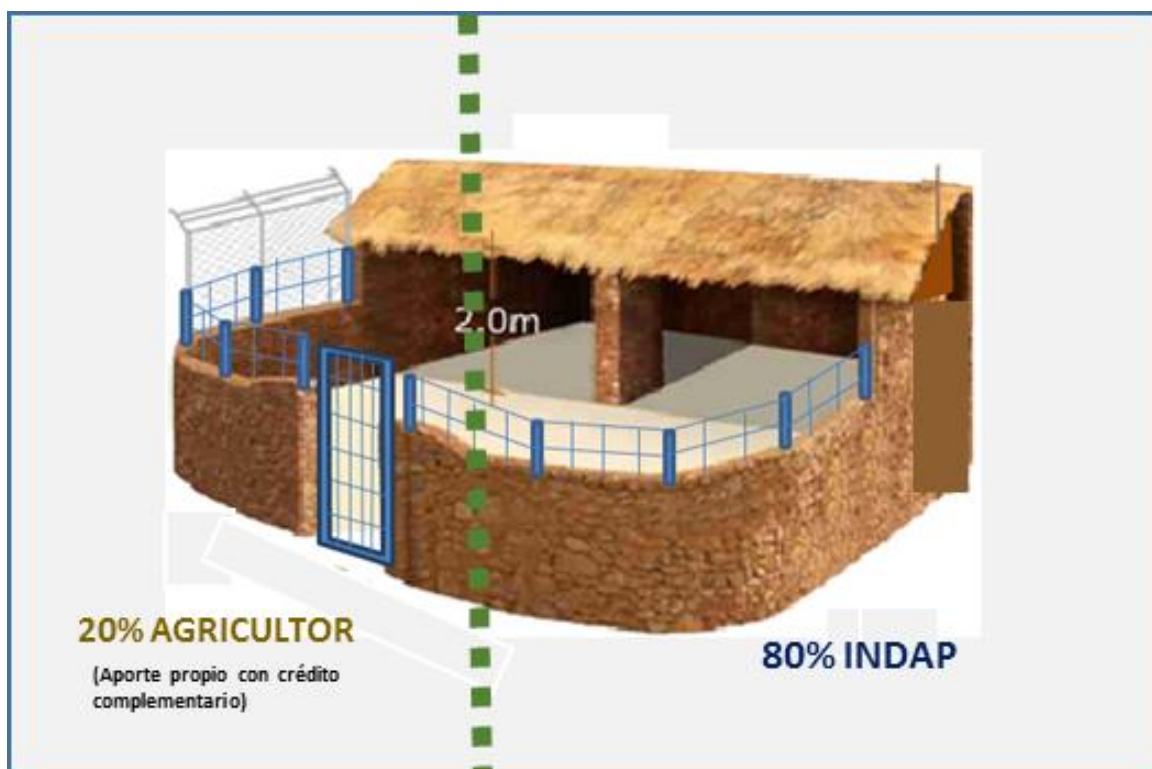 2.0m
20% AGRICULTOR
(Aporte propio con crédito
complementario)
80% INDAP